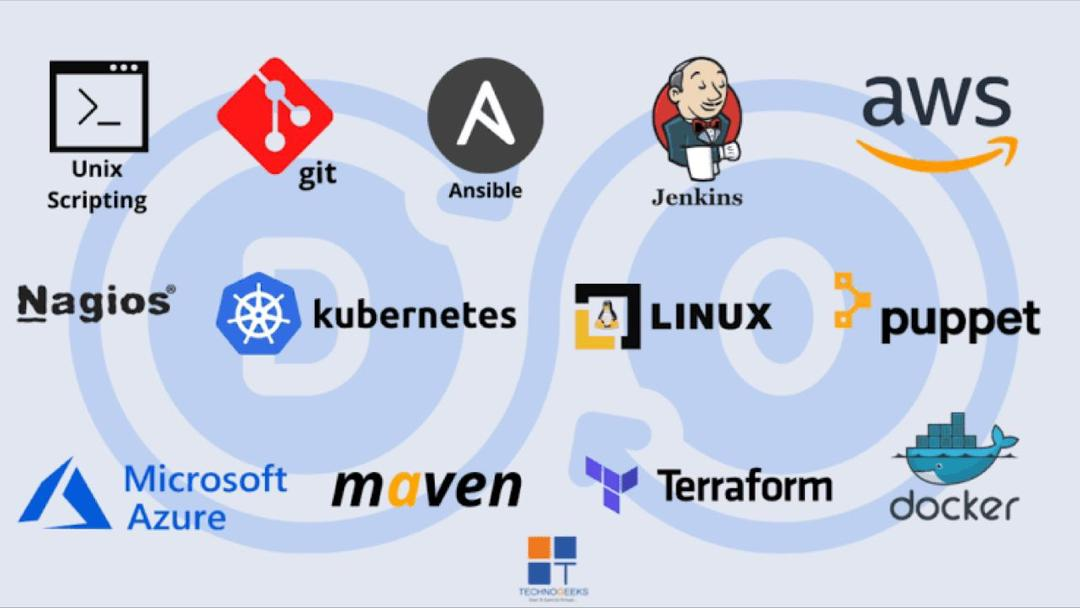 Unix
Scripting
git
Ansible
Jenkins
aws
Nagios®
kubernetes
LINUX
puppet
Microsoft
Azure
maven
Terraform
docker
D O
T
TECHNOGEEKS